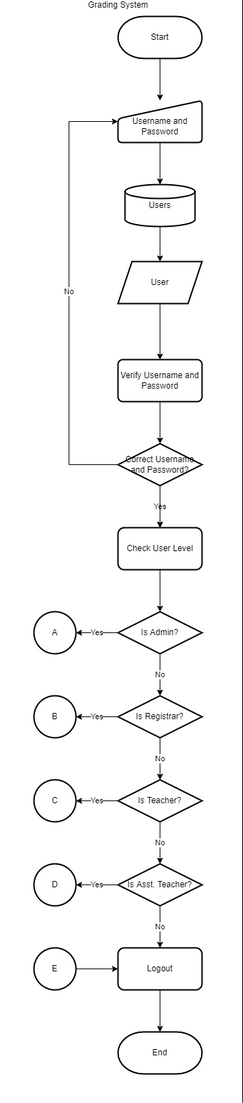 Grading System
Start
Username and
Password
Users
User
Verify Username and
Password
Correct Username
and Password?
No
Yes
Check User Level
A
Yes
Is Admin?
No
B
Yes
Is Registrar?
No
C
Yes
Is Teacher?
No
D
Yes
Is Asst. Teacher?
No
E
Logout
End